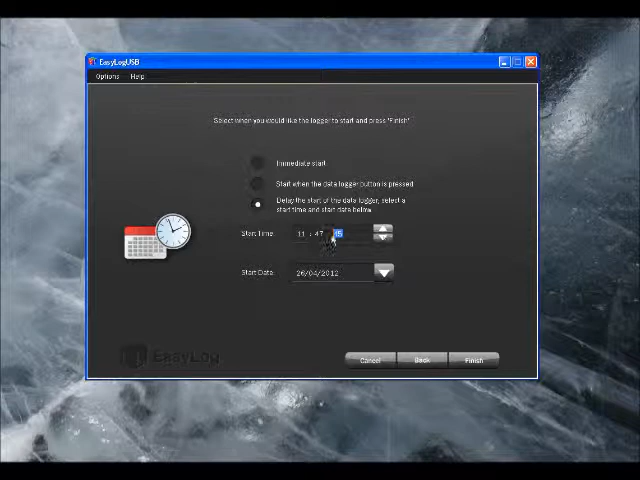 EasyLogUSB
Options Help
Select when you would like the logger to start and press 'Finish'
Immediate start
Start when the data logger button is pressed
Delay the start of the data logger, select a
start time and start date below
Start Time: 11 : 47
Start Date: 26/04/2012
EasyLog
Cancel Back Finish